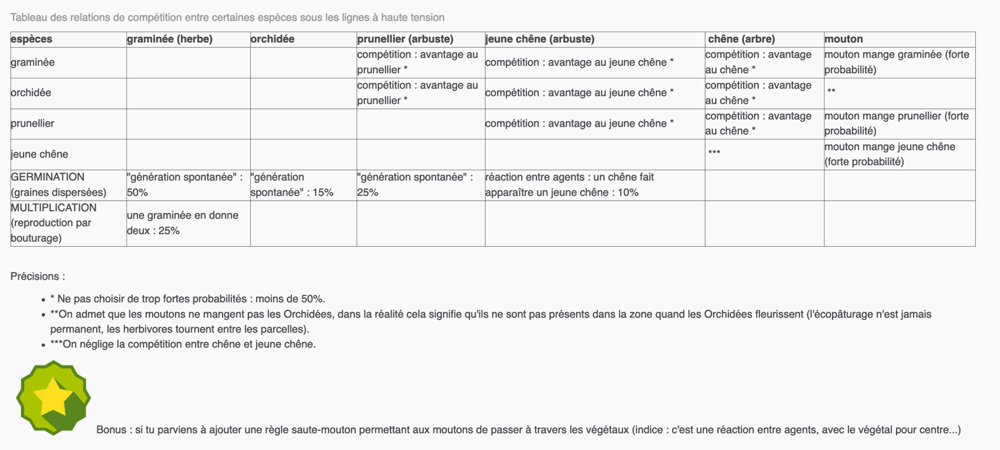 Tableau des relations de compétition entre certaines espèces sous les lignes à haute tension
espèces graminée (herbe) orchidée prunellier (arbuste) jeune chêne (arbuste) chêne (arbre) mouton
graminée compétition : avantage au prunellier * compétition : avantage au jeune chêne * compétition : avantage au chêne * mouton mange graminée (forte probabilité)
orchidée compétition : avantage au prunellier * compétition : avantage au jeune chêne * compétition : avantage au chêne * **
prunellier compétition : avantage au jeune chêne * compétition : avantage au chêne * mouton mange prunellier (forte probabilité)
jeune chêne *** mouton mange jeune chêne (forte probabilité)
GERMINATION (graines dispersées) "génération spontanée" : 50% "génération spontanée" : 15% "génération spontanée" : 25% réaction entre agents : un chêne fait apparaître un jeune chêne : 10%
MULTIPLICATION (reproduction par bouturage) une graminée en donne deux : 25%
Précisions :
• * Ne pas choisir de trop fortes probabilités : moins de 50%.
• **On admet que les moutons ne mangent pas les Orchidées, dans la réalité cela signifie qu'ils ne sont pas présents dans la zone quand les Orchidées fleurissent (l'écopâturage n'est jamais
permanent, les herbivores tournent entre les parcelles).
• ***On néglige la compétition entre chêne et jeune chêne.
Bonus : si tu parviens à ajouter une règle saute-mouton permettant aux moutons de passer à travers les végétaux (indice : c'est une réaction entre agents, avec le végétal pour centre...)